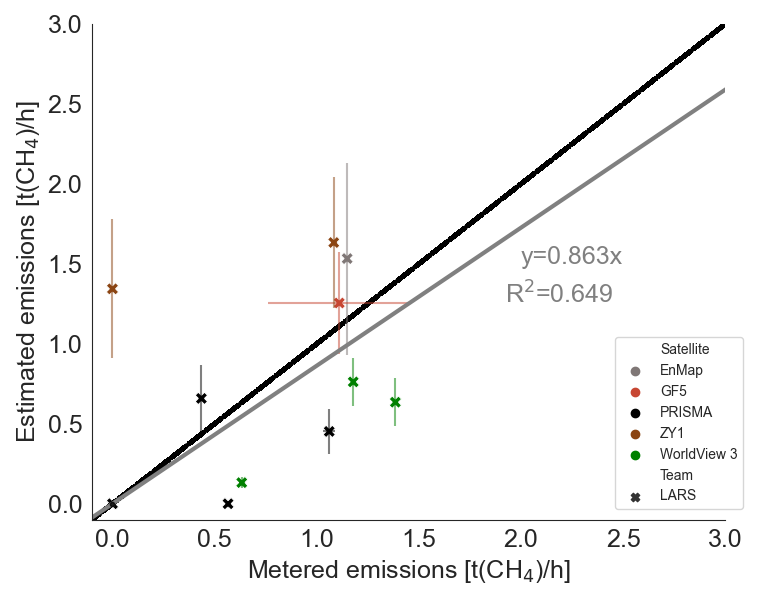 3.0
2.5
2.0
1.5
1.0
0.5
0.0
Estimated emissions [t(CH₄)/h]
y=0.863x
R²=0.649
Satellite
EnMap
GF5
PRISMA
ZY1
WorldView 3
Team
LARS
0.0 0.5 1.0 1.5 2.0 2.5 3.0
Metered emissions [t(CH₄)/h]